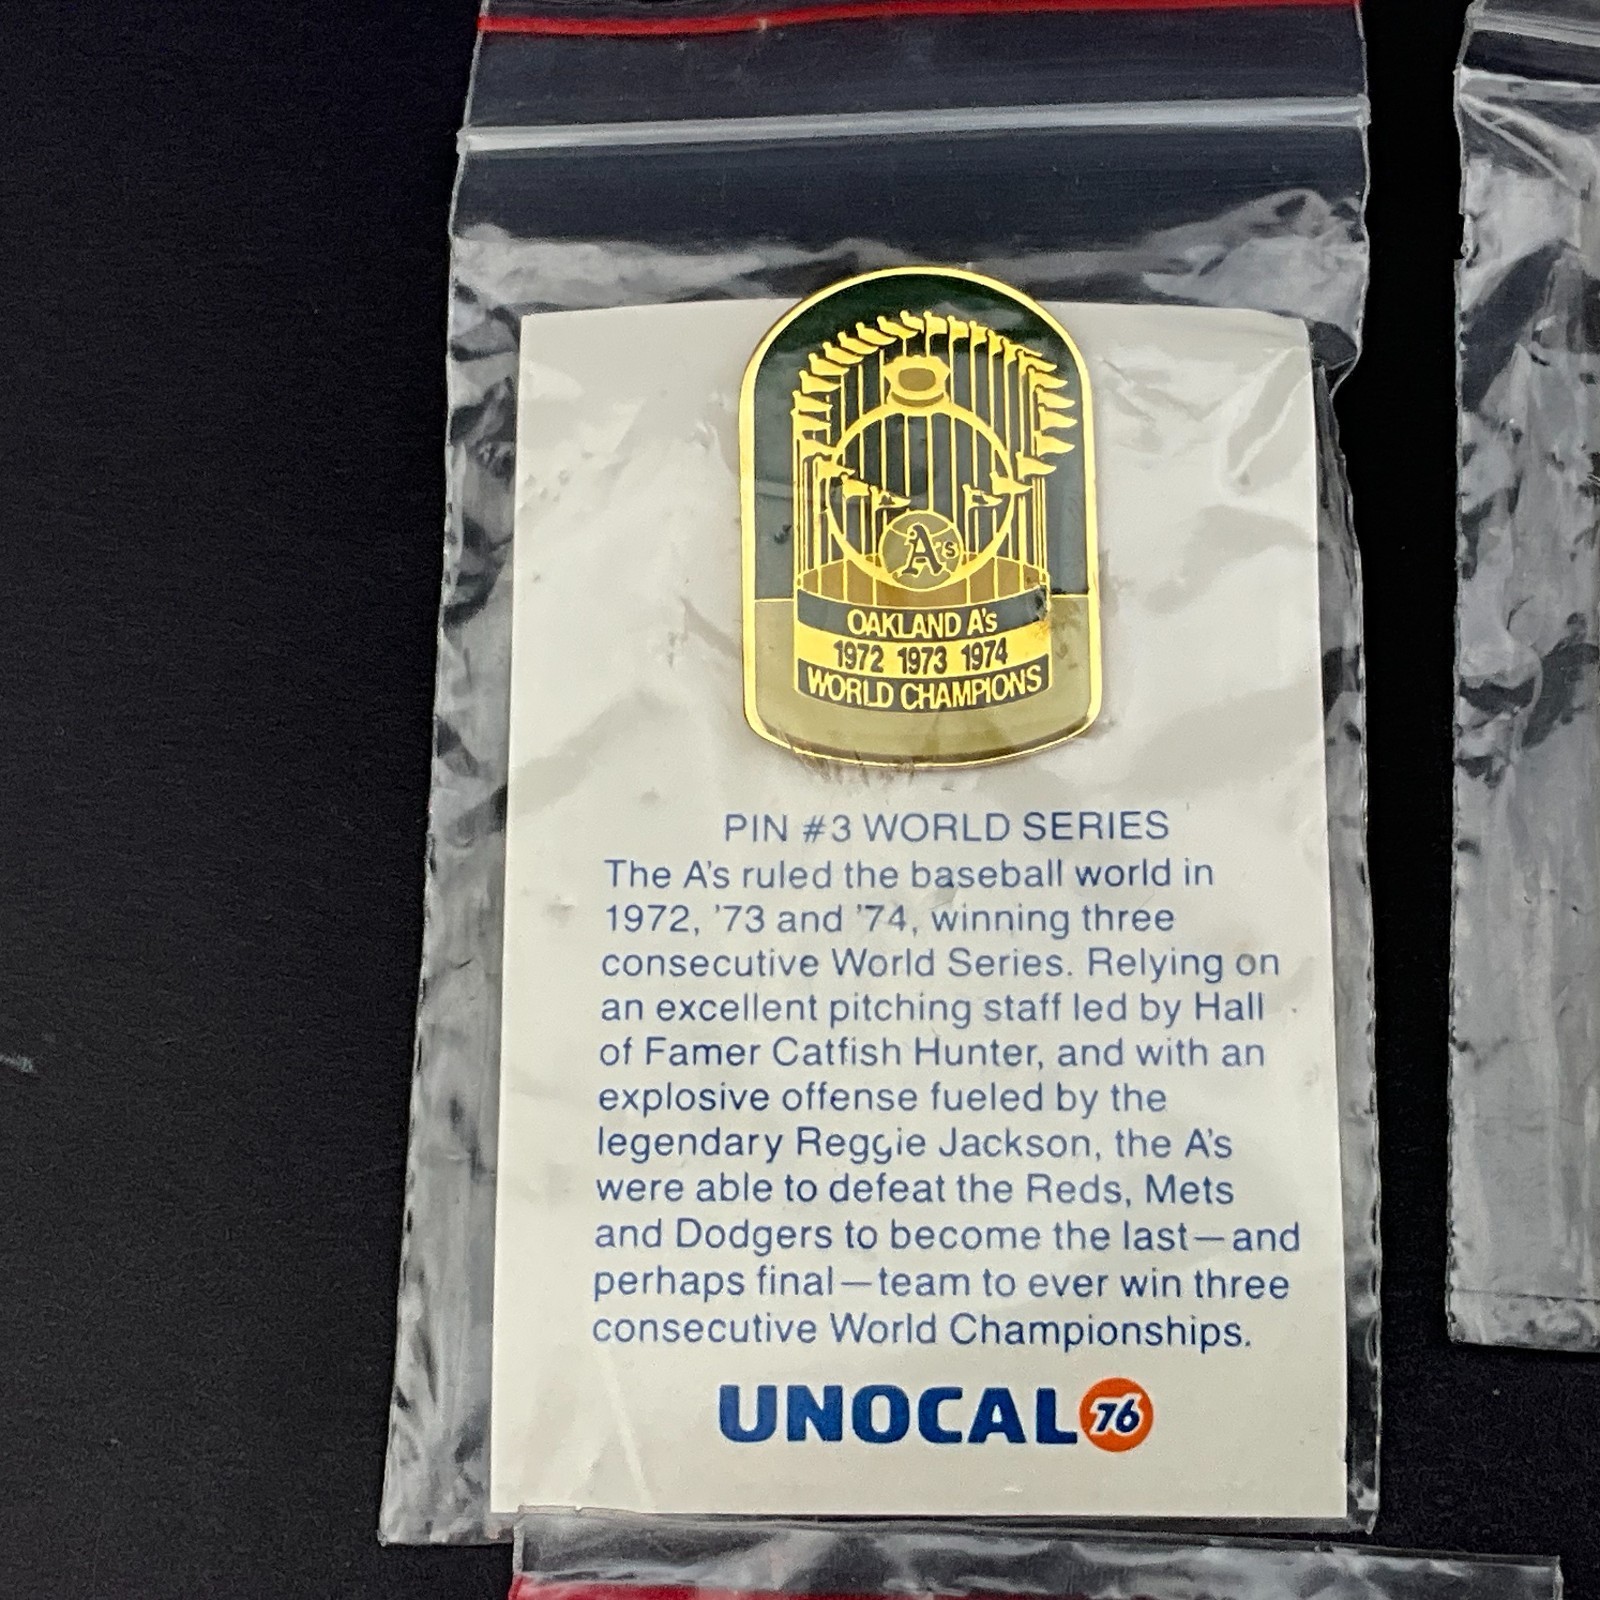 A's
OAKLAND A's
1972 1973 1974
WORLD CHAMPIONS
PIN #3 WORLD SERIES
The A's ruled the baseball world in
1972, '73 and '74, winning three
consecutive World Series. Relying on
an excellent pitching staff led by Hall
of Famer Catfish Hunter, and with an
explosive offense fueled by the
legendary Reggie Jackson, the A's
were able to defeat the Reds, Mets
and Dodgers to become the last—and
perhaps final—team to ever win three
consecutive World Championships.
UNOCAL 76